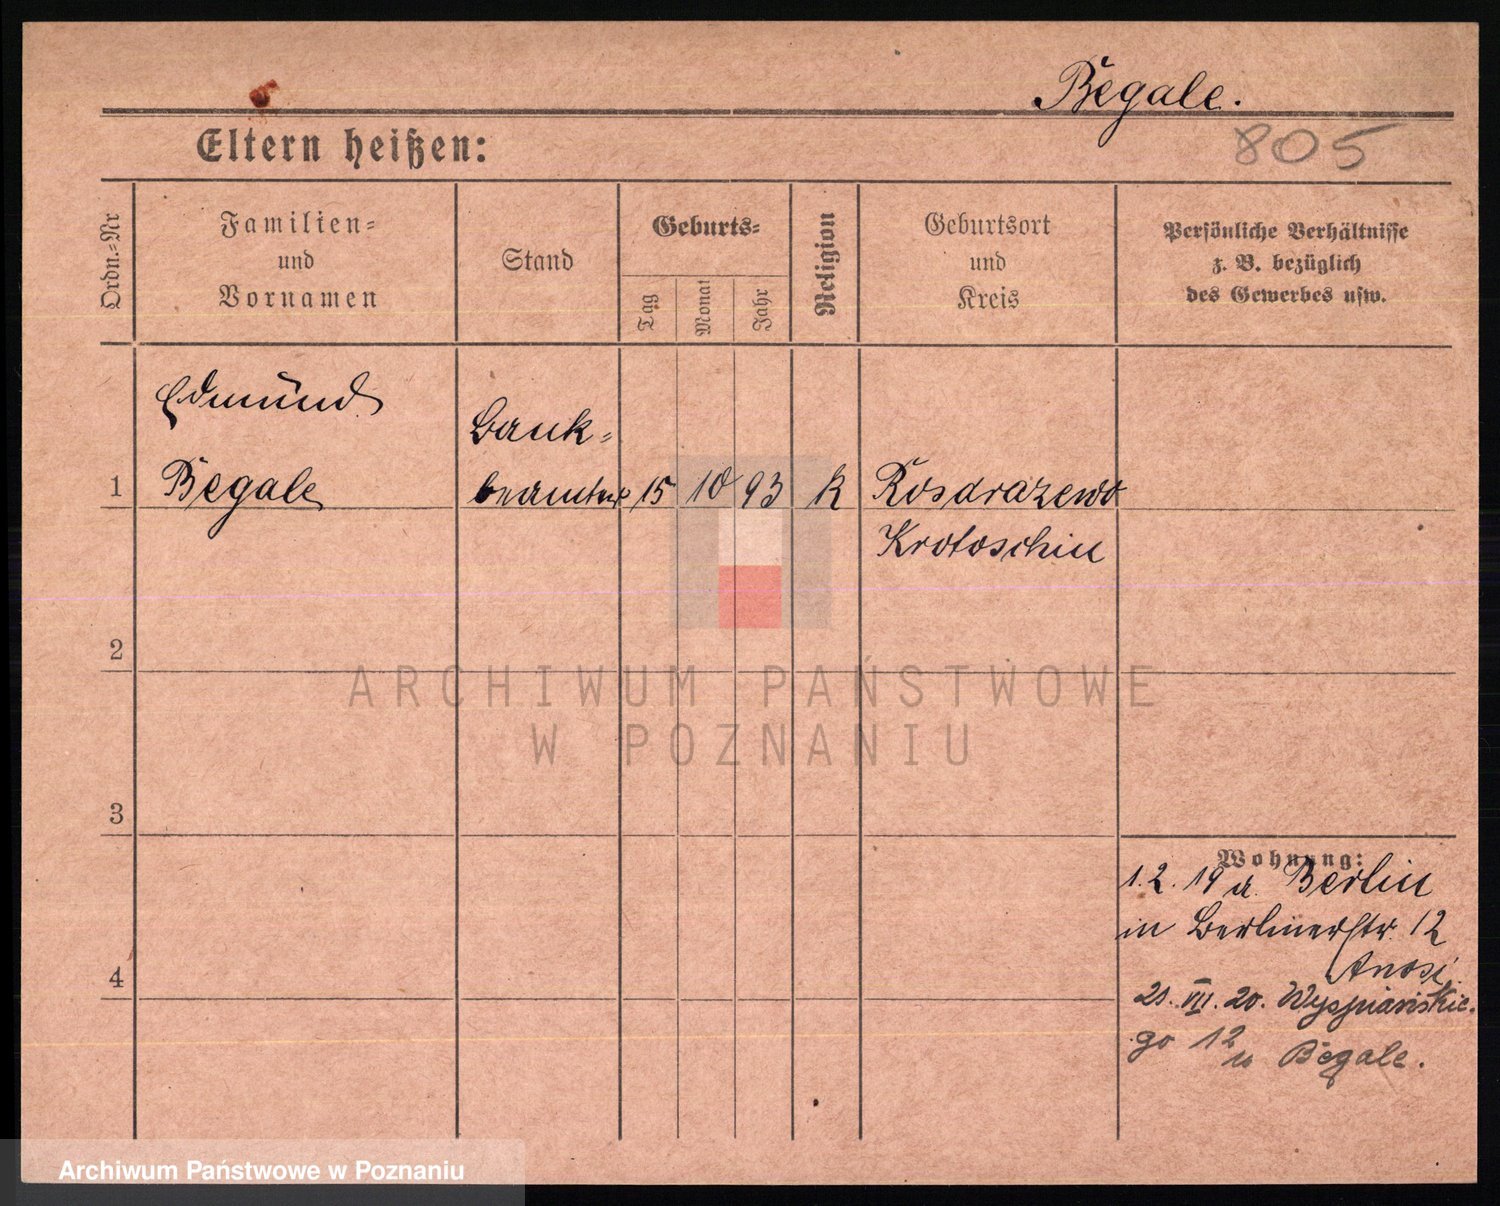 Begale.
805
Eltern heißen:
Ordn.-Nr
Familien-
und
Vornamen
Stand
Geburts-
Tag
Monat
Jahr
Religion
Geburtsort
und
Kreis
Persönliche Verhältnisse
z. B. bezüglich
des Gewerbes usw.
Edmund
Bank-
1 Begale beamter 15 10 93 k Rosdrazewo
Krotoschin
2
ARCHIWUM PAŃSTWOWE
W POZNANIU
3
Wohnung:
1.2.19 a. Berlin
in Berlinerstr. 12
4
21. VII. 20. Wyspiańskie-
go 12
u Begale.
Archiwum Państwowe w Poznaniu